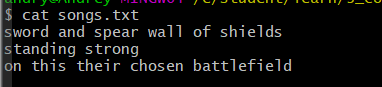 $ cat songs.txt
sword and spear wall of shields
standing strong
on this their chosen battlefield